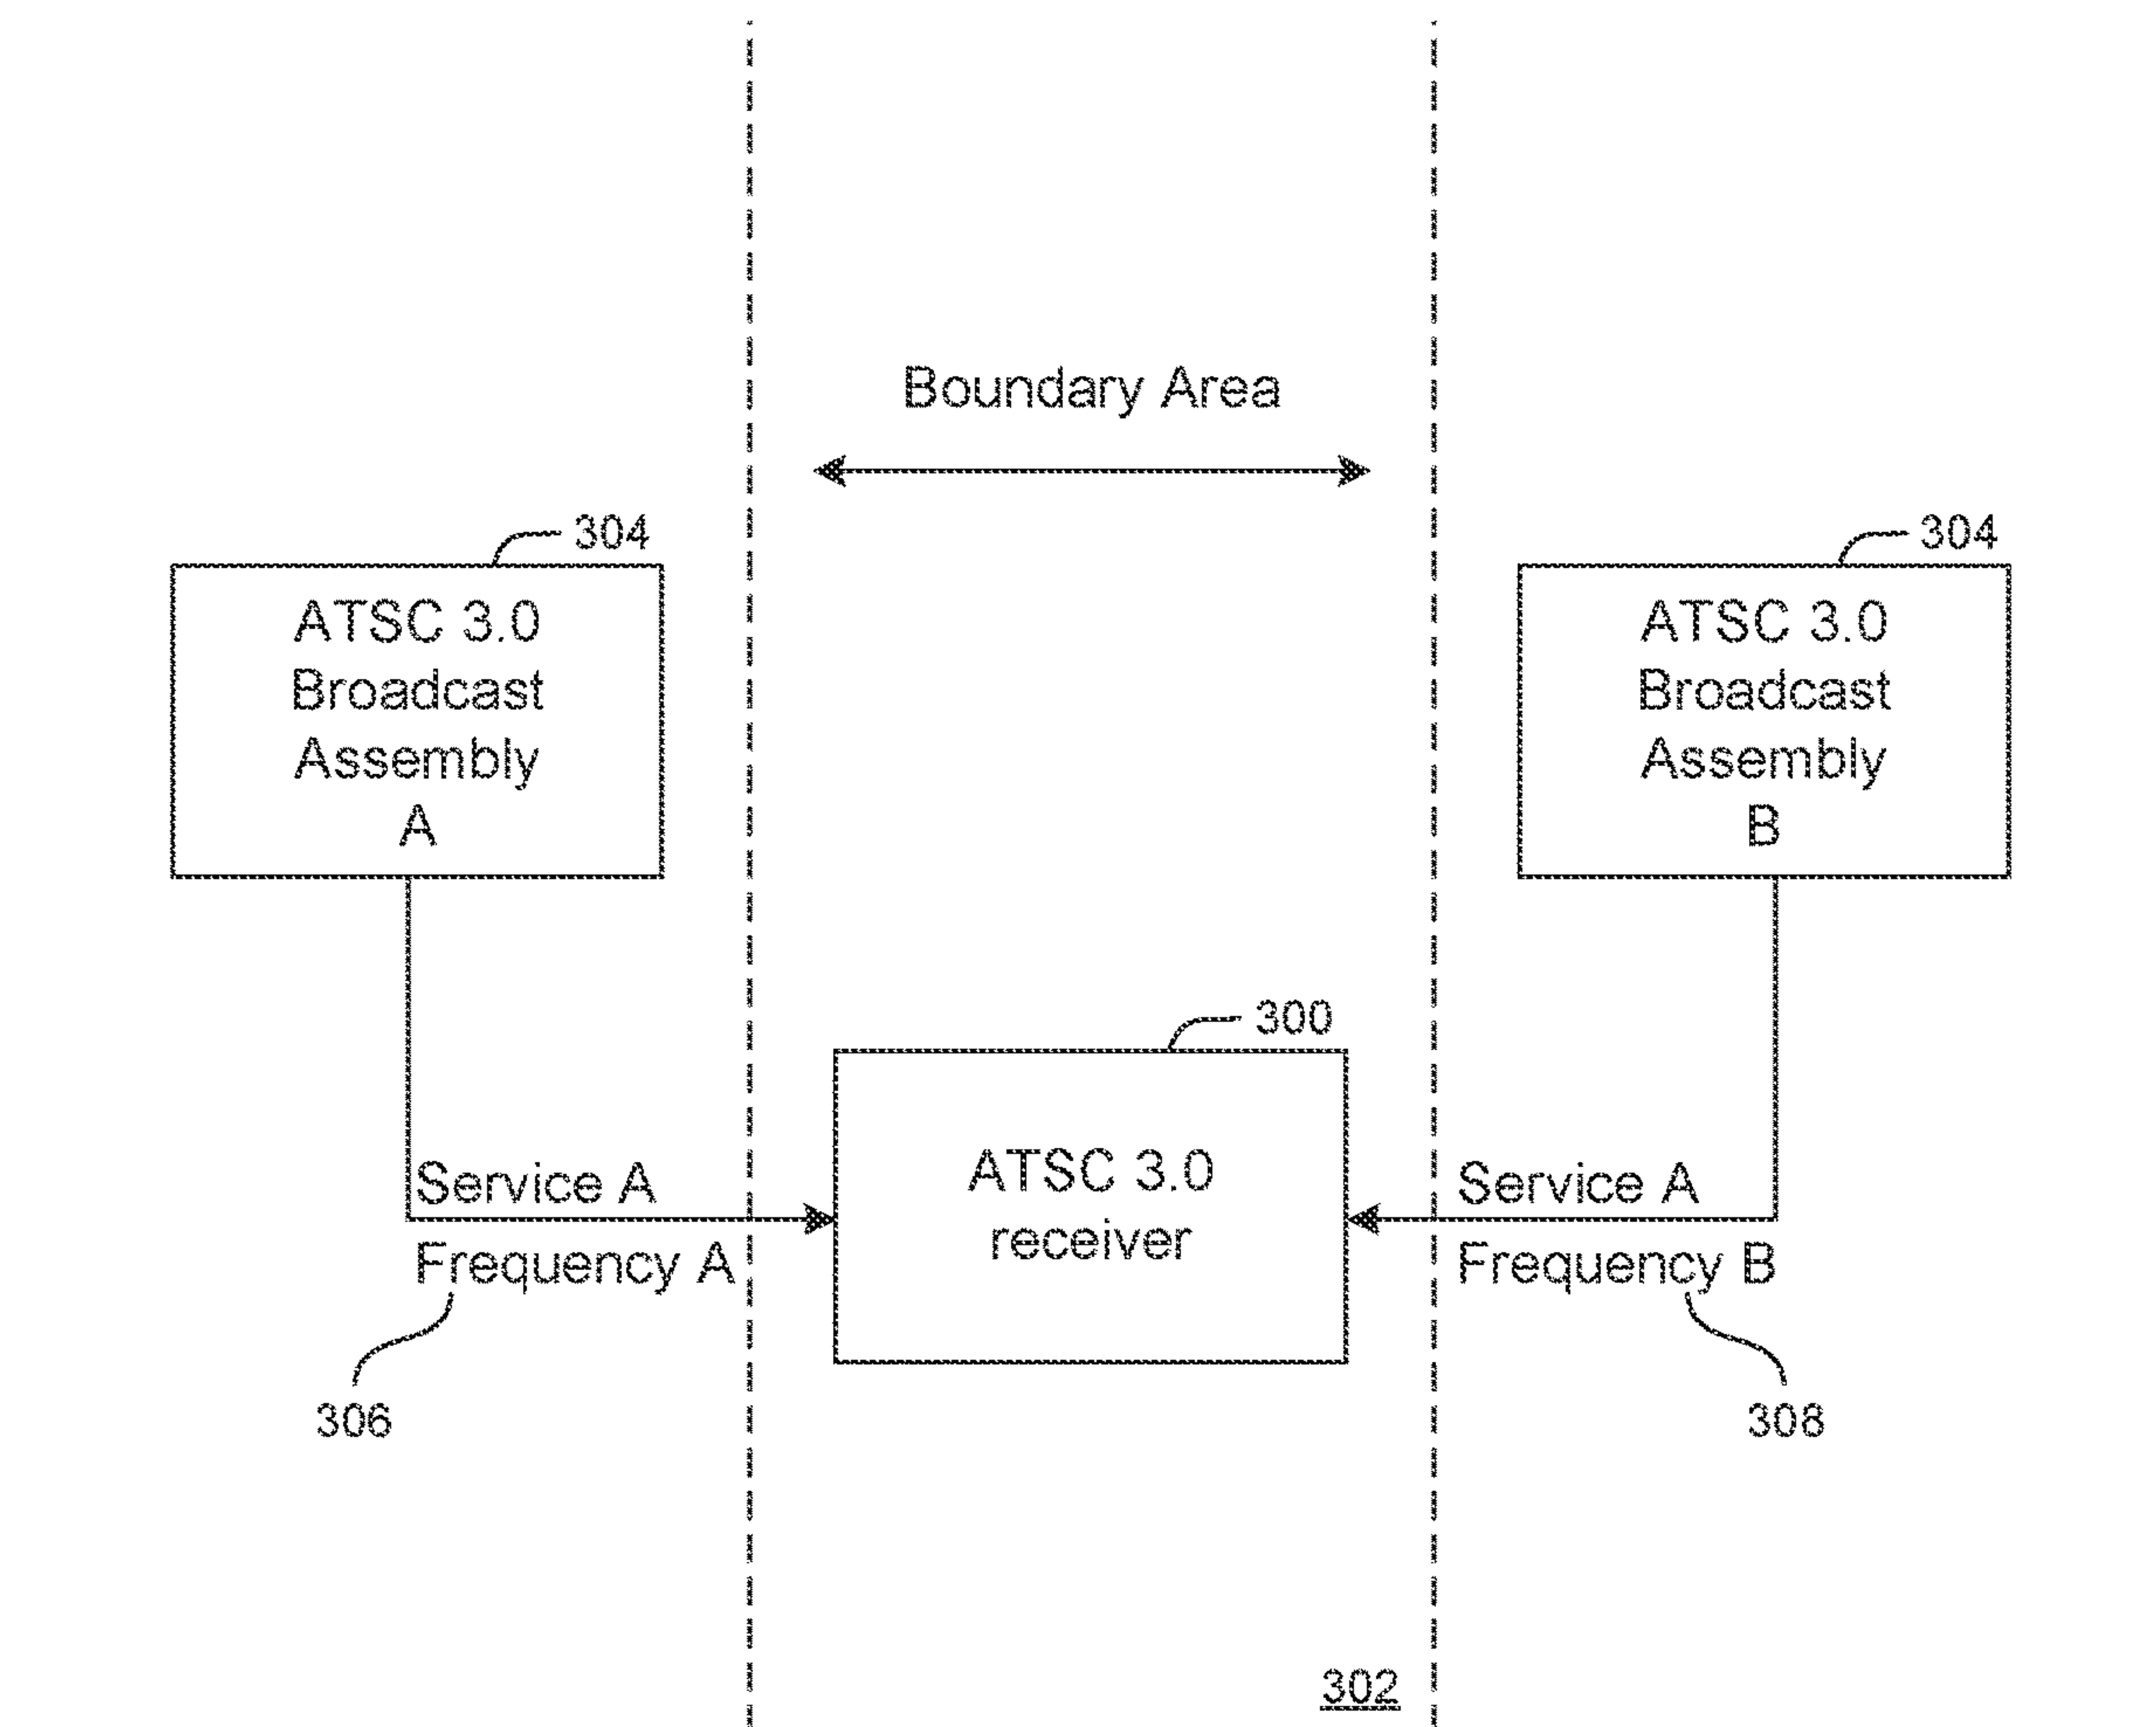 Boundary Area
304
ATSC 3.0
Broadcast
Assembly
A
304
ATSC 3.0
Broadcast
Assembly
B
300
ATSC 3.0
receiver
Service A
Frequency A
306
Service A
Frequency B
308
302